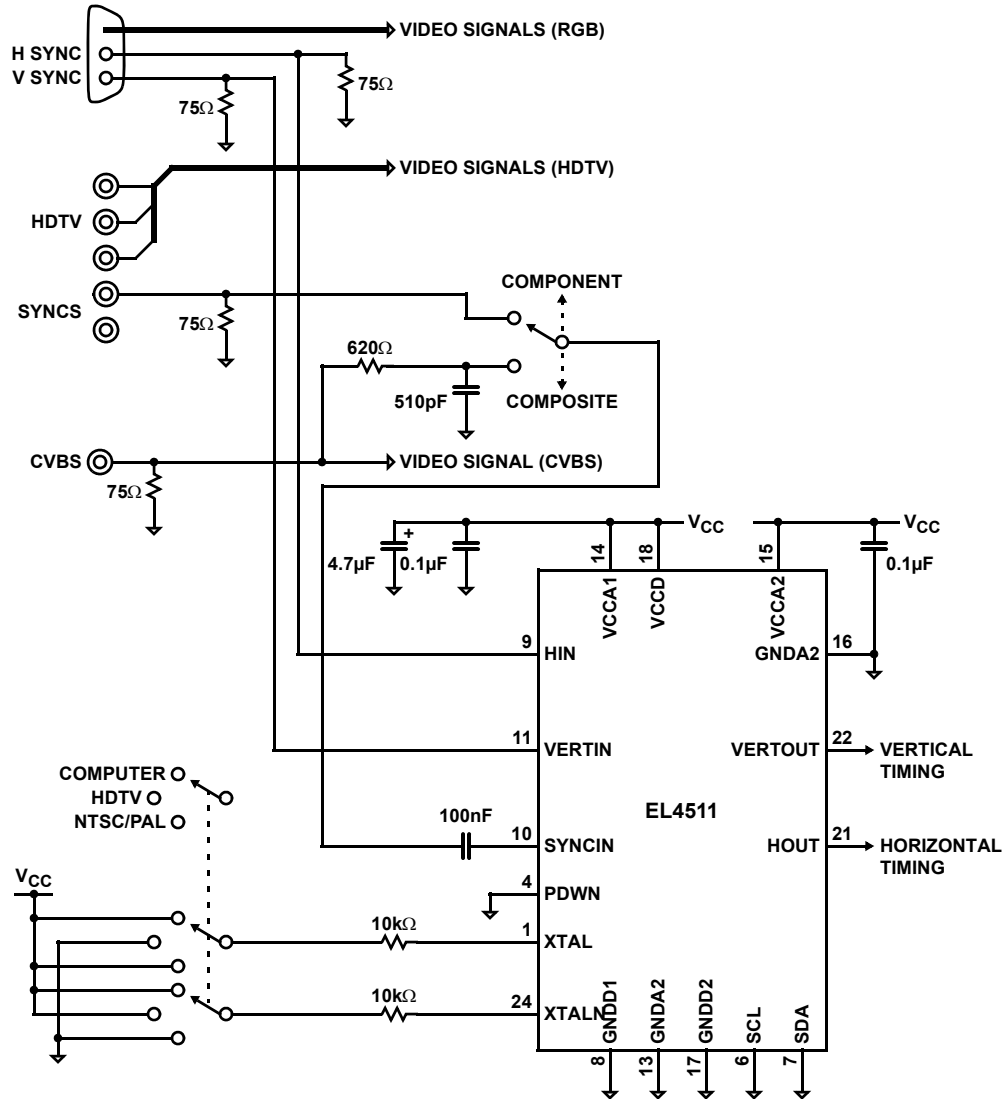 VIDEO SIGNALS (RGB)
H SYNC
V SYNC
75Ω
75Ω
VIDEO SIGNALS (HDTV)
HDTV
COMPONENT
SYNCS
75Ω
620Ω
510pF
COMPOSITE
CVBS
VIDEO SIGNAL (CVBS)
75Ω
VCC
VCC
4.7µF
+
0.1µF
14
18
15
0.1µF
VCCA1
VCCD
VCCA2
9
HIN
GNDA2
16
11
VERTIN
VERTOUT
22
VERTICAL
TIMING
COMPUTER
HDTV
NTSC/PAL
EL4511
100nF
10
SYNCIN
HOUT
21
HORIZONTAL
TIMING
VCC
4
PDWN
10kΩ
1
XTAL
10kΩ
24
XTALN
GNDD1
GNDA2
GNDD2
SCL
SDA
8
13
17
6
7